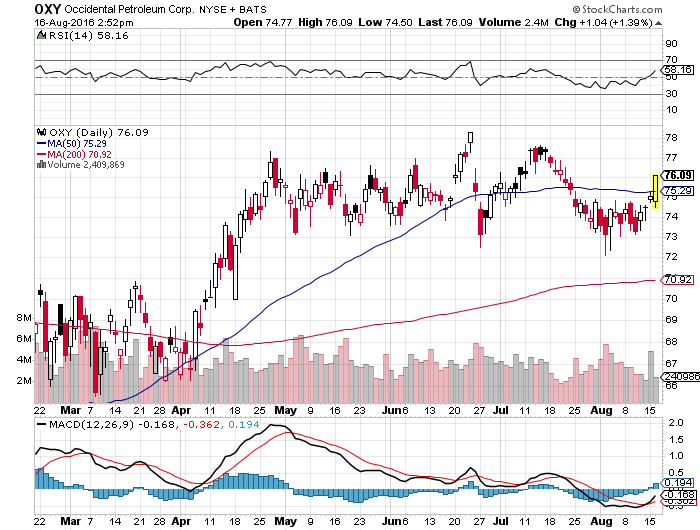 OXY Occidental Petroleum Corp. NYSE + BATS © StockCharts.com
16-Aug-2016 2:52pm Open 74.77 High 76.09 Low 74.50 Last 76.09 Volume 2.4M Chg +1.04 (+1.39%)
RSI(14) 58.16
90
70
58.16
50
30
10
OXY (Daily) 76.09
MA(50) 75.29
MA(200) 70.92
Volume 2,409,869
78
77
76.09
75.29
75
74
73
72
70.92
70
69
68
67
66
8M
6M
4M
2M
240986
22 Mar 7 14 21 28 Apr 11 18 25 May 9 16 23 Jun 6 13 20 27 Jul 11 18 25 Aug 8 15
MACD(12,26,9) -0.168, -0.362, 0.194
2.0
1.5
1.0
0.5
0.194
-0.168
-0.362
-0.5
22 Mar 7 14 21 28 Apr 11 18 25 May 9 16 23 Jun 6 13 20 27 Jul 11 18 25 Aug 8 15